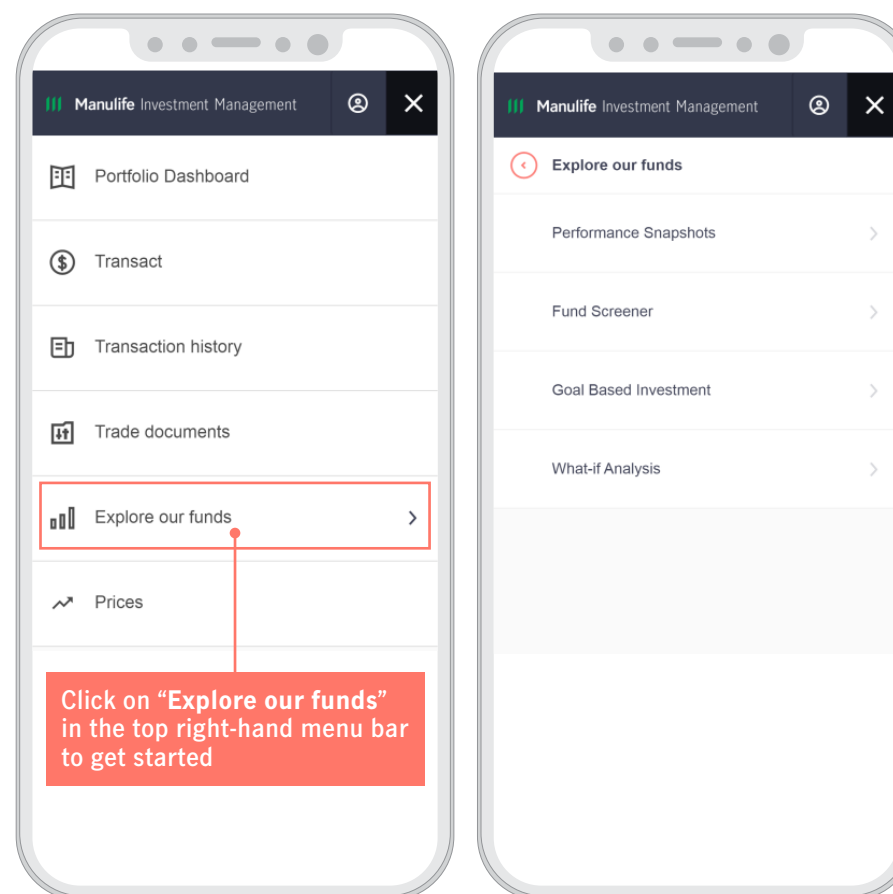 Manulife Investment Management
Portfolio Dashboard
Transact
Transaction history
Trade documents
Explore our funds
Prices
Click on “Explore our funds”
in the top right-hand menu bar
to get started
Manulife Investment Management
Explore our funds
Performance Snapshots
Fund Screener
Goal Based Investment
What-if Analysis